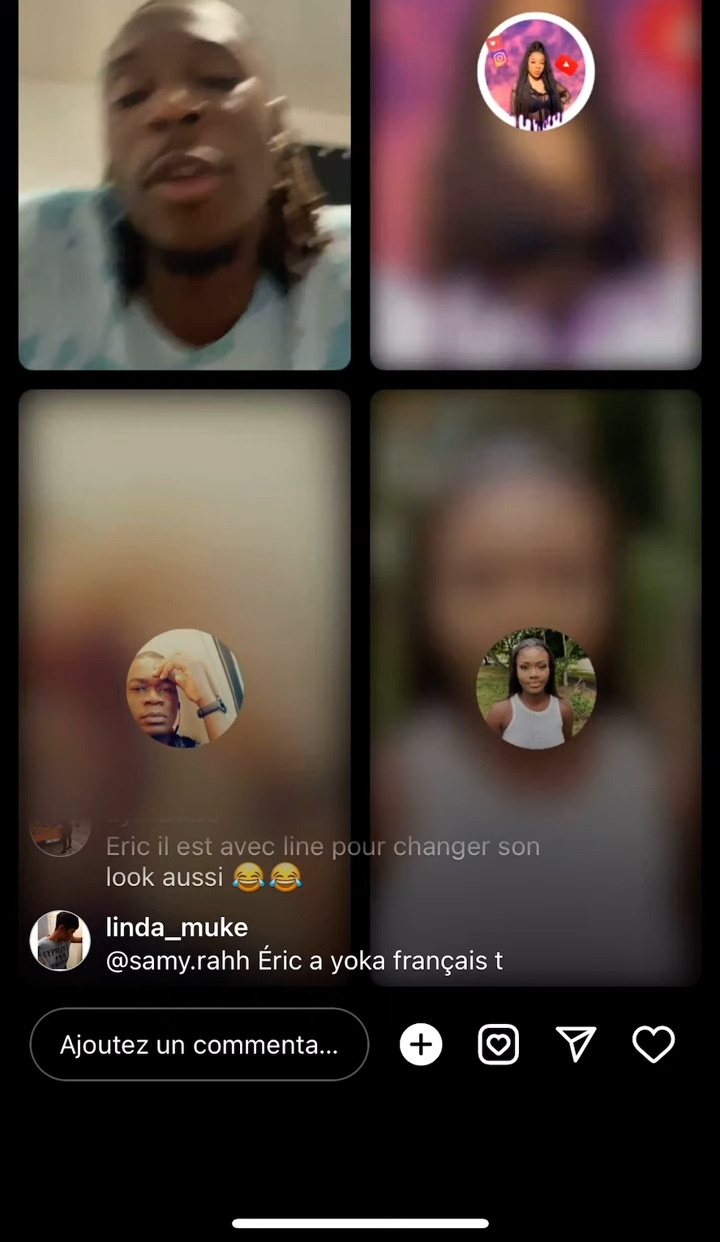 Eric il est avec line pour changer son
look aussi 😂😂
linda_muke
@samy.rahh Éric a yoka français t
Ajoutez un commenta...